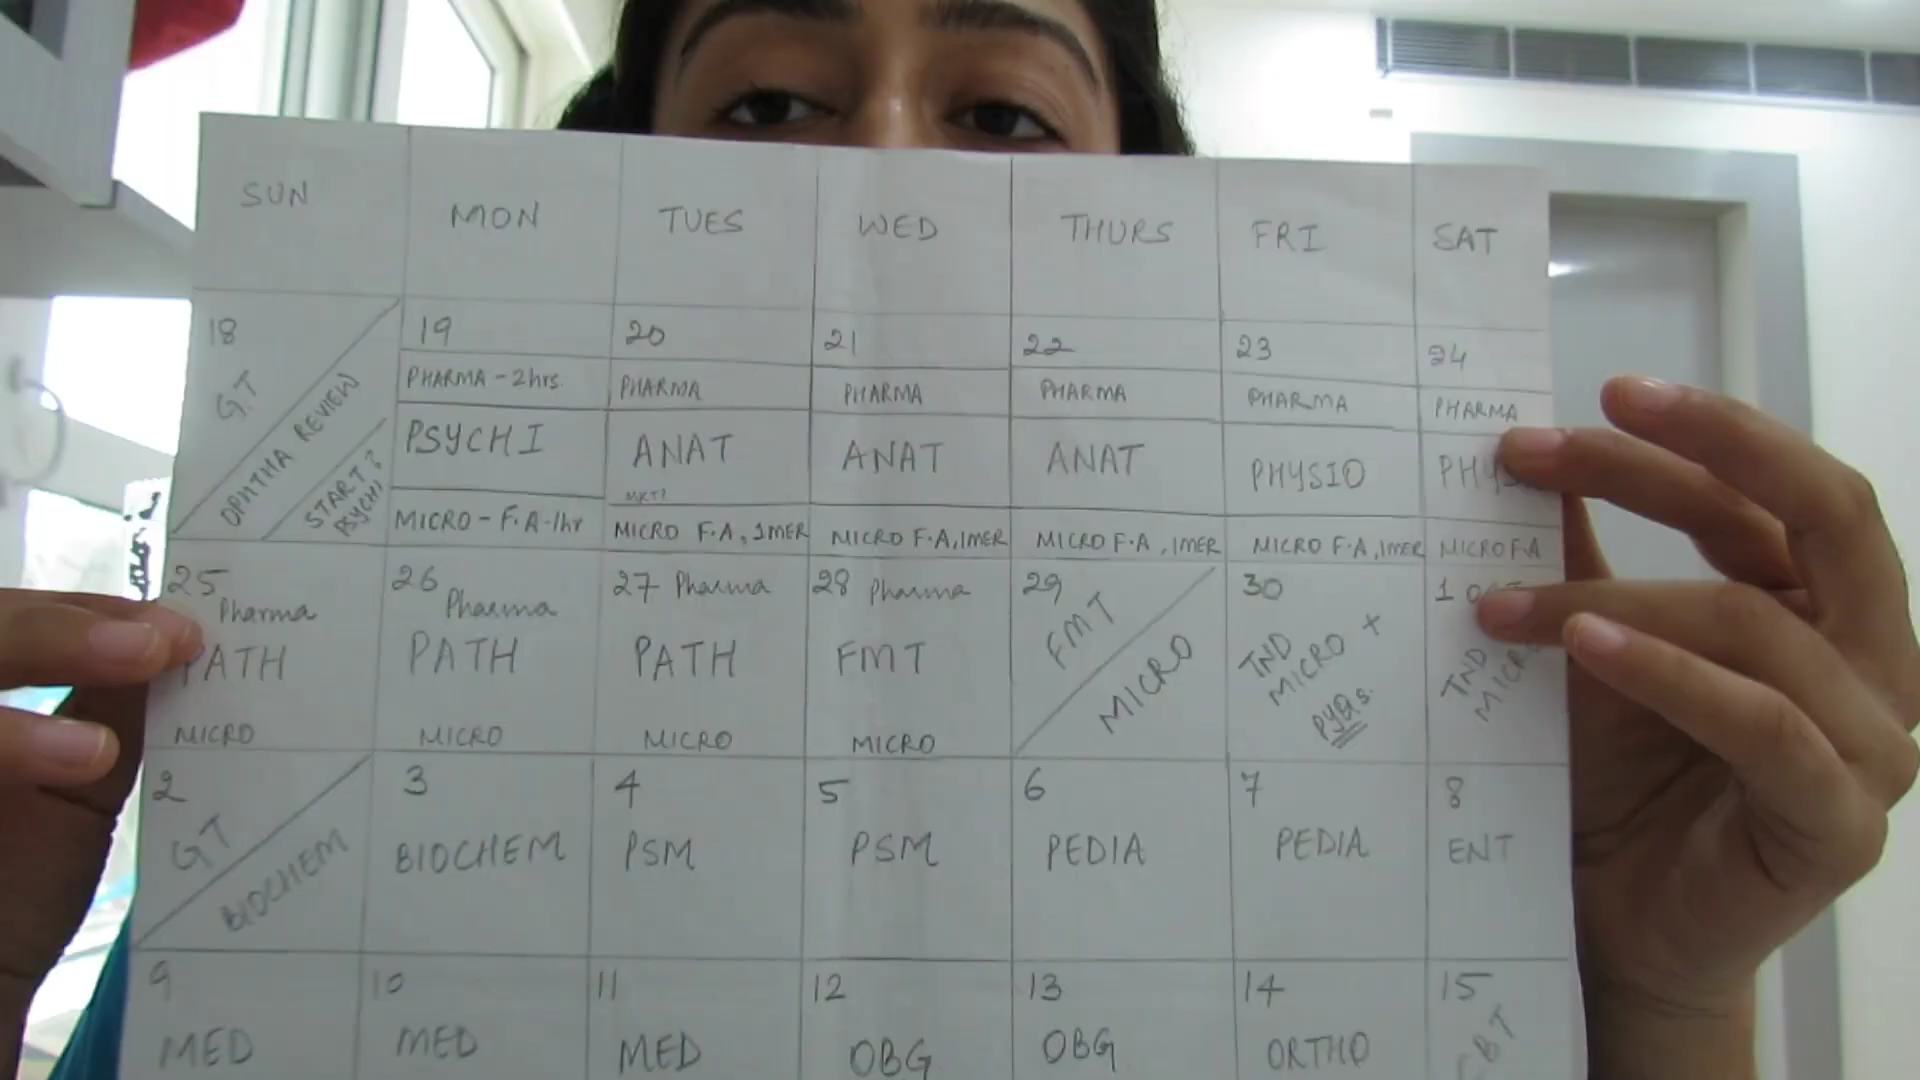 SUN MON TUES WED THURS FRI SAT
18
GT
OPHTHA REVIEW
START?
PSYCHI
19
PHARMA - 2hrs.
PSYCHI
MICRO - F.A - 1hr
20
PHARMA
ANAT
MICRO F.A, 1MER
21
PHARMA
ANAT
MICRO F.A, 1MER
22
PHARMA
ANAT
MICRO F.A, 1MER
23
PHARMA
PHYSIO
MICRO F.A, 1MER
24
PHARMA
MICRO F.A
25
Pharma
PATH
MICRO
26
Pharma
PATH
MICRO
27 Pharma
PATH
MICRO
28 Pharma
FMT
MICRO
29
FMT
MICRO
30
TND
MICRO +
PYQs.
1
TND
2
GT
BIOCHEM
3
BIOCHEM
4
PSM
5
PSM
6
PEDIA
7
PEDIA
8
ENT
9
MED
10
MED
11
MED
12
OBG
13
OBG
14
ORTHO
15